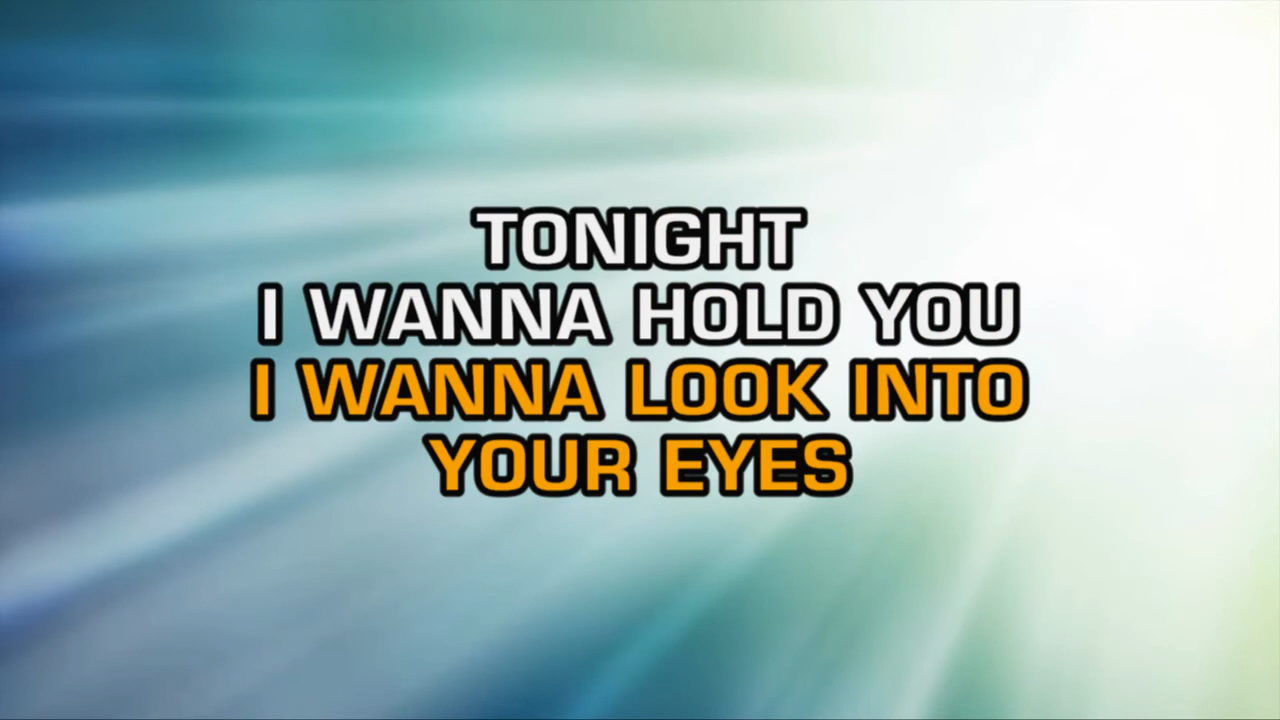 TONIGHT
I WANNA HOLD YOU
I WANNA LOOK INTO
YOUR EYES